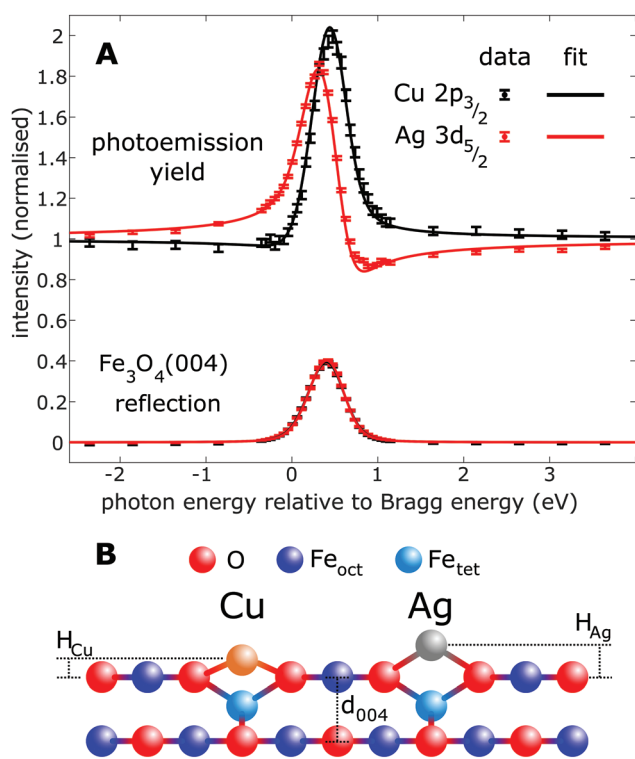 A
data fit
Cu 2p3/2
Ag 3d5/2
photoemission
yield
Fe3O4(004)
reflection
intensity (normalised)
2
1.8
1.6
1.4
1.2
1
0.8
0.6
0.4
0.2
0
-2 -1 0 1 2 3
photon energy relative to Bragg energy (eV)
B
O Feoct Fetet
Cu Ag
HCu HAg
d004